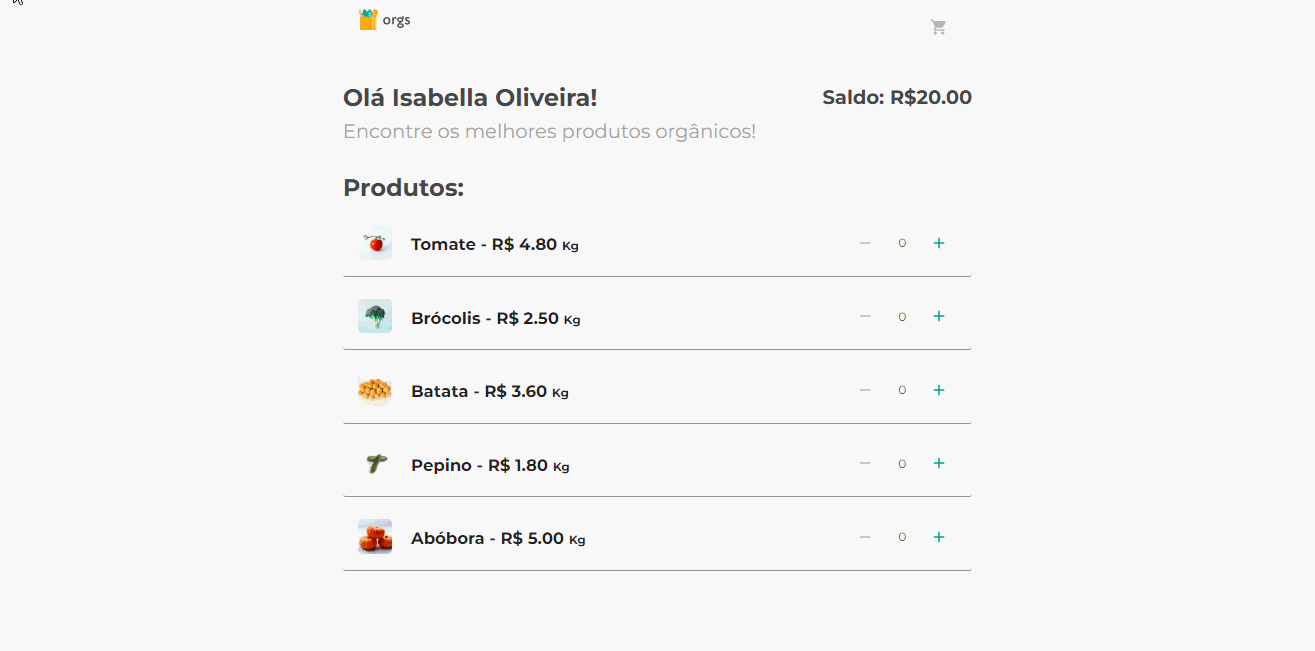 orgs
Olá Isabella Oliveira!
Saldo: R$20.00
Encontre os melhores produtos orgânicos!
Produtos:
Tomate - R$ 4.80 Kg
0
Brócolis - R$ 2.50 Kg
0
Batata - R$ 3.60 Kg
0
Pepino - R$ 1.80 Kg
0
Abóbora - R$ 5.00 Kg
0